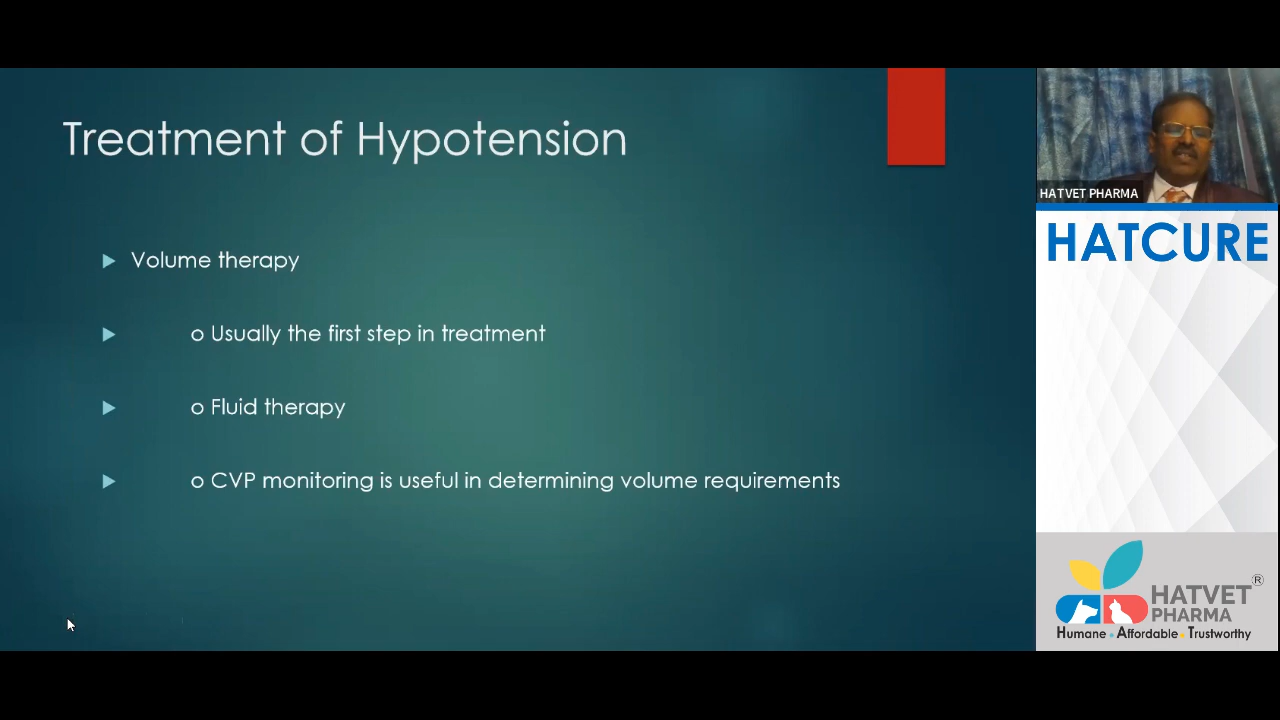 Treatment of Hypotension
Volume therapy
o Usually the first step in treatment
o Fluid therapy
o CVP monitoring is useful in determining volume requirements
HATVET PHARMA
HATCURE
HATVET ®
PHARMA
Humane • Affordable • Trustworthy